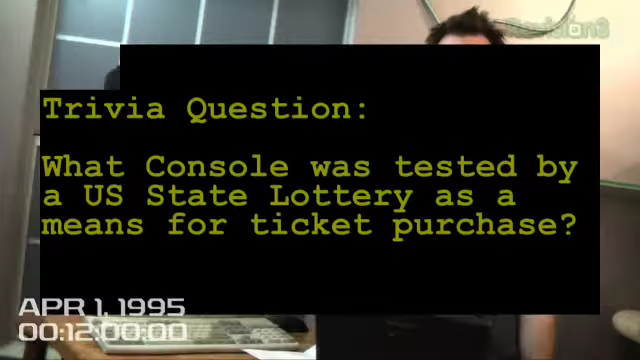 Revision3
Trivia Question:
What Console was tested by
a US State Lottery as a
means for ticket purchase?
APR 1, 1995
00:12:00:00